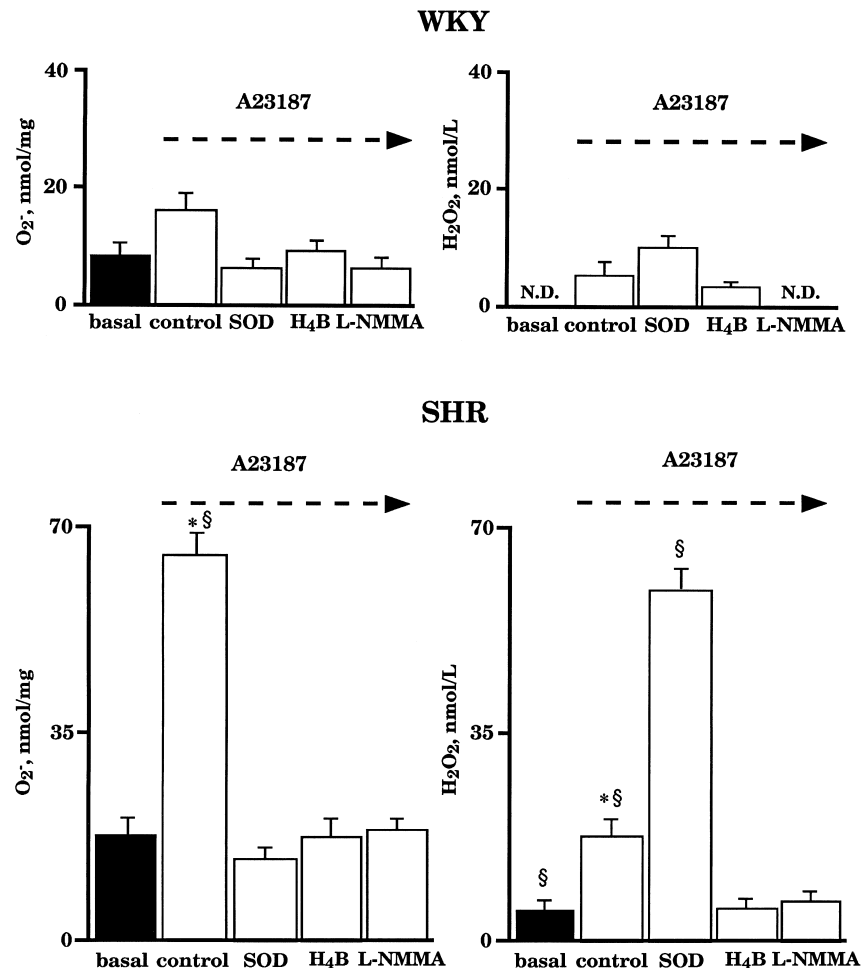 WKY
40
20
0
O₂⁻, nmol/mg
A23187
basal control SOD H₄B L-NMMA
40
20
0
H₂O₂, nmol/L
A23187
N.D. N.D.
basal control SOD H₄B L-NMMA
SHR
70
35
0
O₂⁻, nmol/mg
A23187
*§
basal control SOD H₄B L-NMMA
70
35
0
H₂O₂, nmol/L
A23187
§
*§
§
basal control SOD H₄B L-NMMA